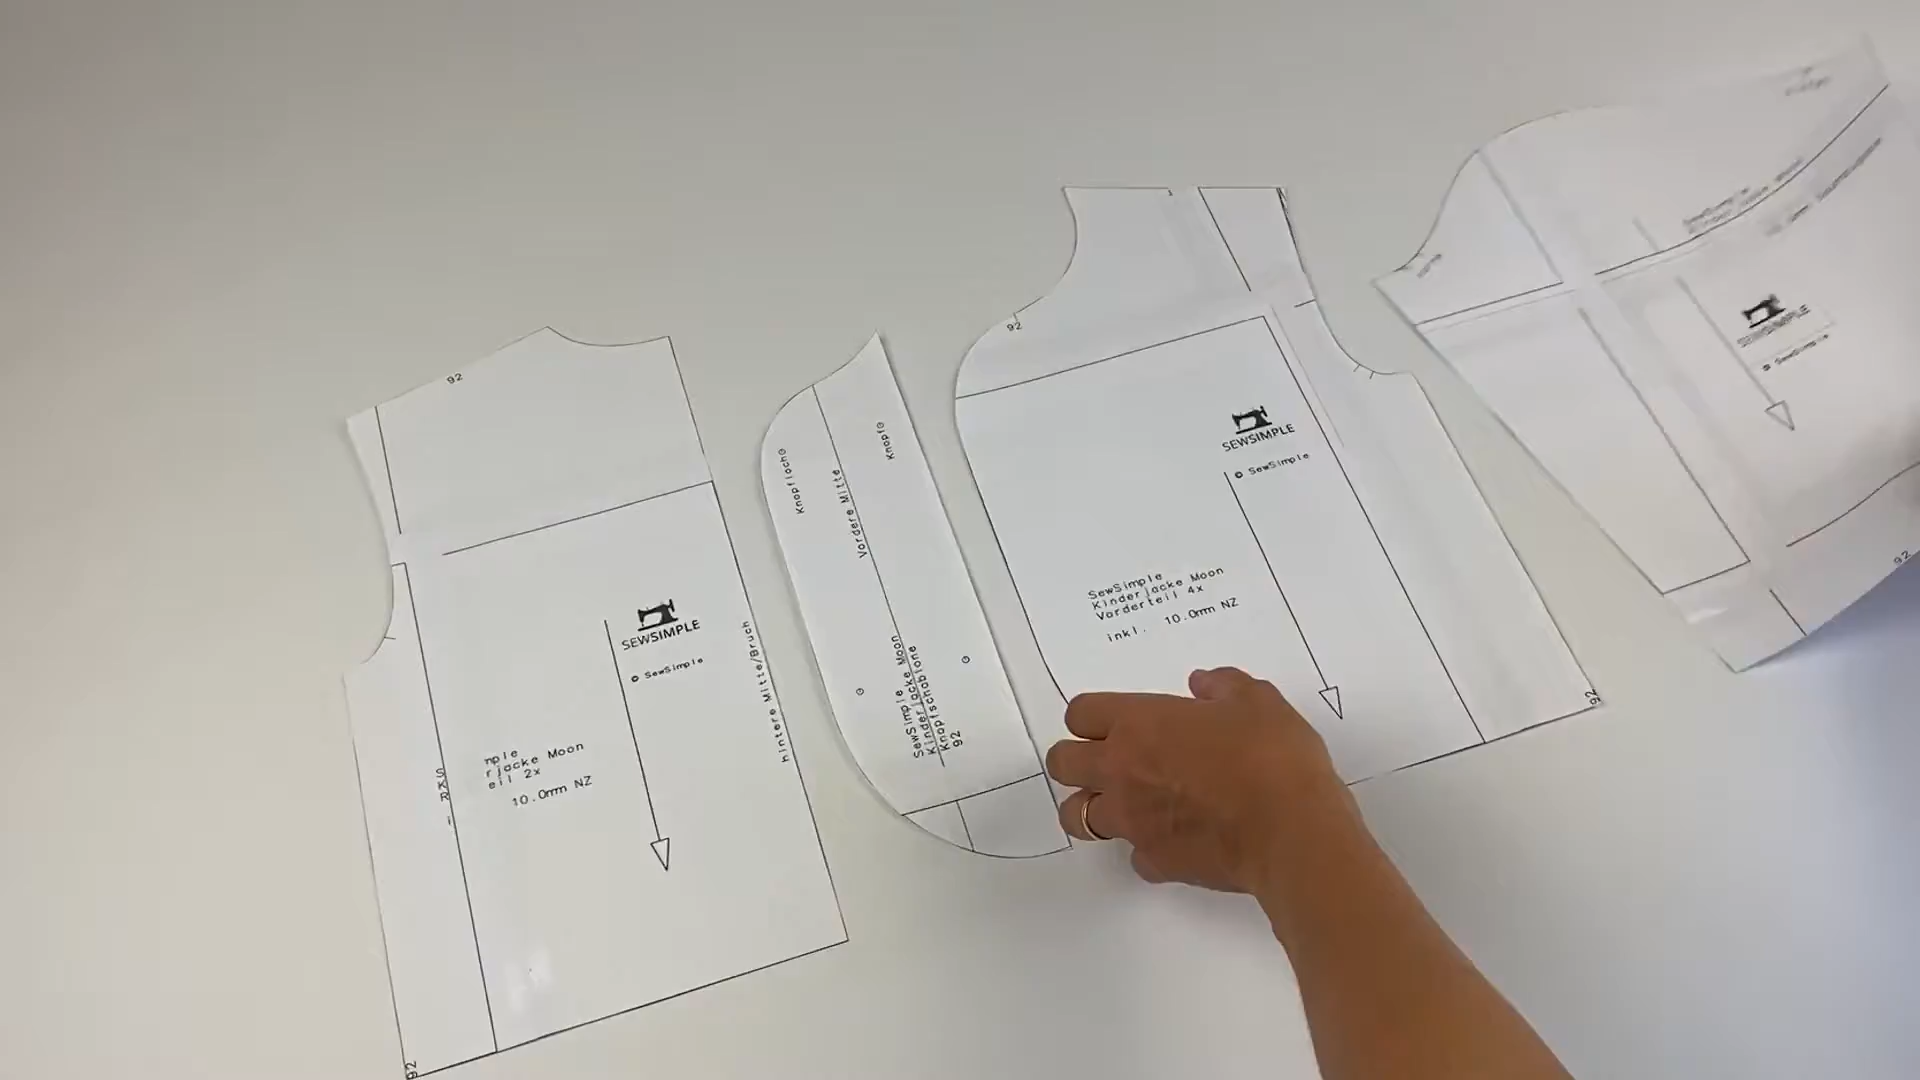 92
SEWSIMPLE
© SewSimple
hintere Mitte/Bruch
mple
rjacke Moon
eil 2x
10.0mm NZ
92
Knopfloch
Knopf
Vordere Mitte
SewSimple Moon
Kinderjacke
Knopfschablone
92
92
SEWSIMPLE
© SewSimple
SewSimple
Kinderjacke Moon
Vorderteil 4x
inkl. 10.0mm NZ
92
SEWSIMPLE
© SewSimple
92